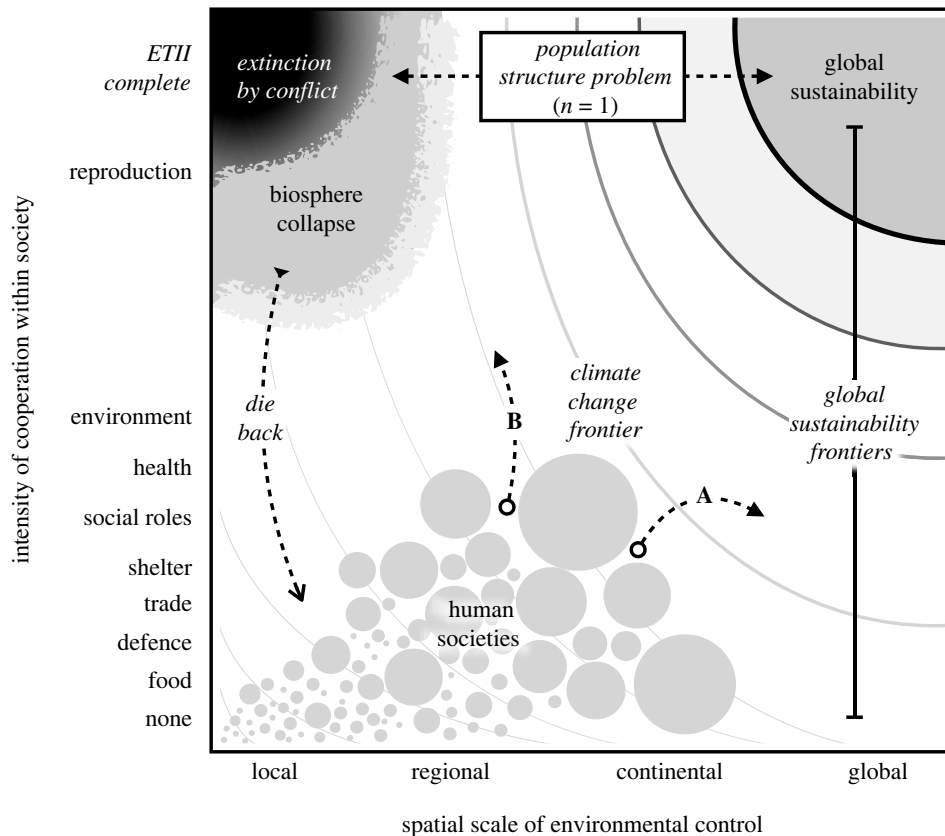 ETII
complete
reproduction
environment
health
social roles
shelter
trade
defence
food
none
intensity of cooperation within society
extinction
by conflict
population
structure problem
(n = 1)
global
sustainability
biosphere
collapse
die
back
B
climate
change
frontier
A
global
sustainability
frontiers
human
societies
local
regional
continental
global
spatial scale of environmental control